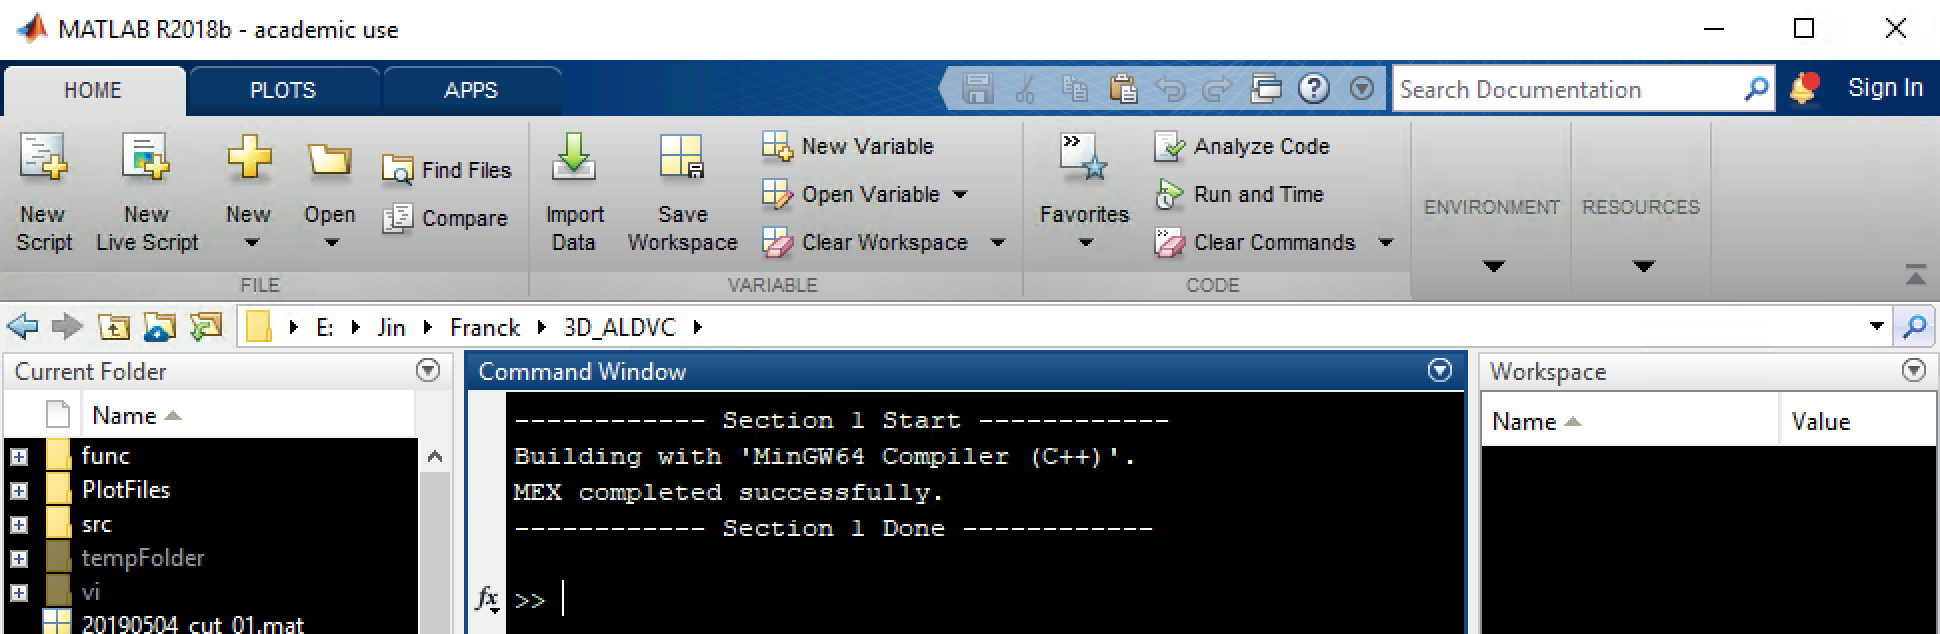 MATLAB R2018b - academic use
HOME PLOTS APPS Search Documentation Sign In
New Script
New Live Script
New
Open
Find Files
Compare
Import Data
Save Workspace
New Variable
Open Variable
Clear Workspace
Favorites
Analyze Code
Run and Time
Clear Commands
ENVIRONMENT
RESOURCES
FILE VARIABLE CODE
E: Jin Franck 3D_ALDVC
Current Folder
Name
func
PlotFiles
src
tempFolder
vi
20190504_cut_01.mat
Command Window
------------ Section 1 Start ------------
Building with 'MinGW64 Compiler (C++)'.
MEX completed successfully.
------------ Section 1 Done ------------
fx >>
Workspace
Name Value